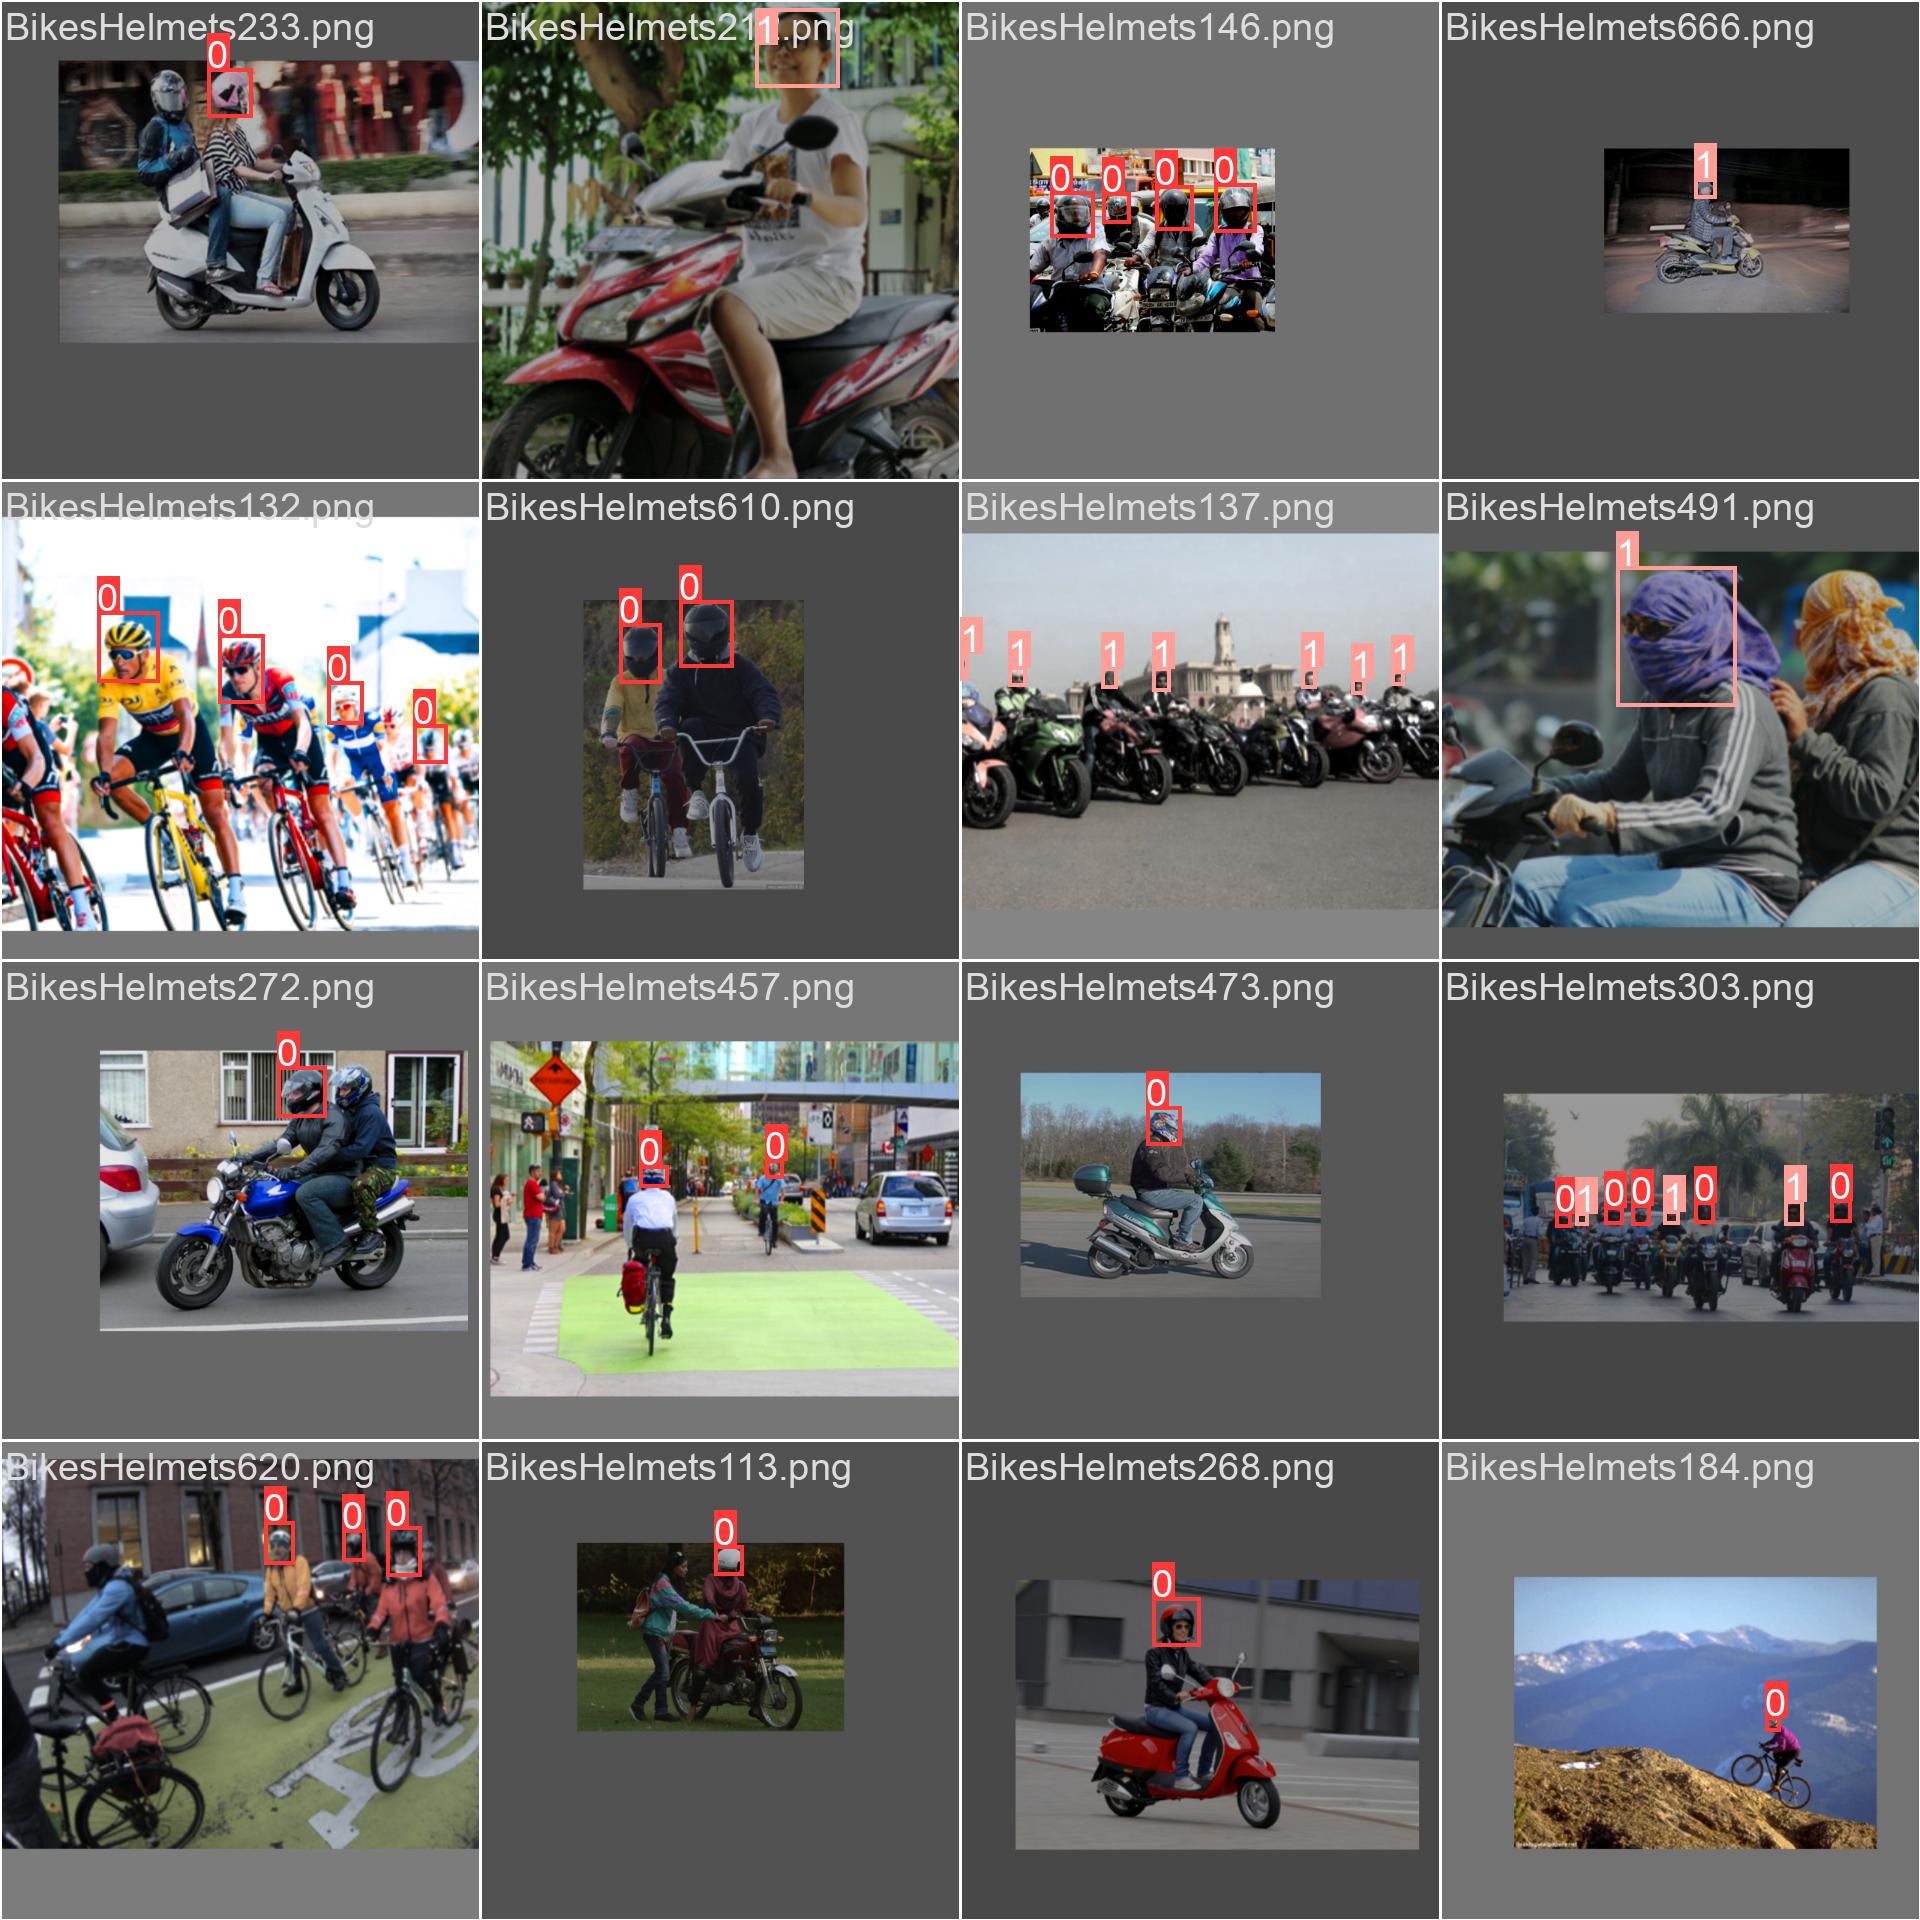 BikesHelmets233.png
0
BikesHelmets146.png
0 0 0 0
BikesHelmets666.png
1
1
BikesHelmets132.png
0
0
0
0
BikesHelmets610.png
0
0
BikesHelmets137.png
1 1 1 1 1 1 1
BikesHelmets491.png
1
BikesHelmets272.png
0
BikesHelmets457.png
0
0
BikesHelmets473.png
0
BikesHelmets303.png
0 1 0 0 1 0 1 0
BikesHelmets620.png
0 0 0
BikesHelmets113.png
0
BikesHelmets268.png
0
BikesHelmets184.png
0